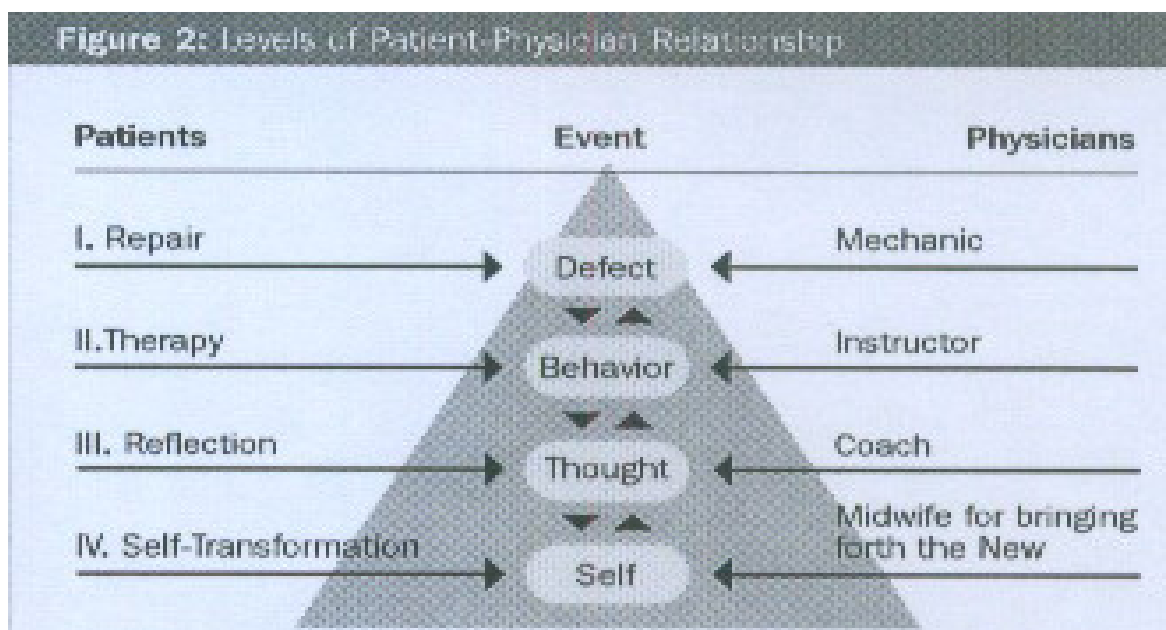 Figure 2: Levels of Patient-Physician Relationship
Patients Event Physicians
I. Repair Defect Mechanic
II.Therapy Behavior Instructor
III. Reflection Thought Coach
IV. Self-Transformation Self Midwife for bringing
forth the New